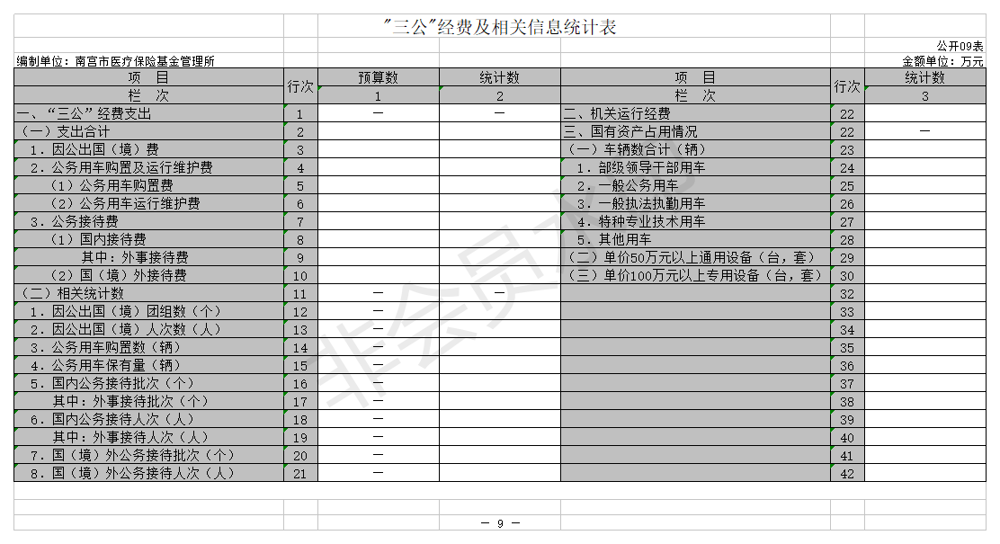 "三公"经费及相关信息统计表
公开09表
编制单位：南宫市医疗保险基金管理所 金额单位：万元
项 目 行次 预算数 统计数 项 目 行次 统计数
栏 次 1 2 栏 次 3
一、“三公”经费支出 1 — — 二、机关运行经费 22
（一）支出合计 2 三、国有资产占用情况 22 —
1．因公出国（境）费 3 （一）车辆数合计（辆） 23
2．公务用车购置及运行维护费 4 1．部级领导干部用车 24
（1）公务用车购置费 5 2．一般公务用车 25
（2）公务用车运行维护费 6 3．一般执法执勤用车 26
3．公务接待费 7 4．特种专业技术用车 27
（1）国内接待费 8 5．其他用车 28
其中：外事接待费 9 （二）单价50万元以上通用设备（台，套） 29
（2）国（境）外接待费 10 （三）单价100万元以上专用设备（台，套） 30
（二）相关统计数 11 — — 32
1．因公出国（境）团组数（个） 12 — 33
2．因公出国（境）人次数（人） 13 — 34
3．公务用车购置数（辆） 14 — 35
4．公务用车保有量（辆） 15 — 36
5．国内公务接待批次（个） 16 — 37
其中：外事接待批次（个） 17 — 38
6．国内公务接待人次（人） 18 — 39
其中：外事接待人次（人） 19 — 40
7．国（境）外公务接待批次（个） 20 — 41
8．国（境）外公务接待人次（人） 21 — 42
— 9 —
非会员水印